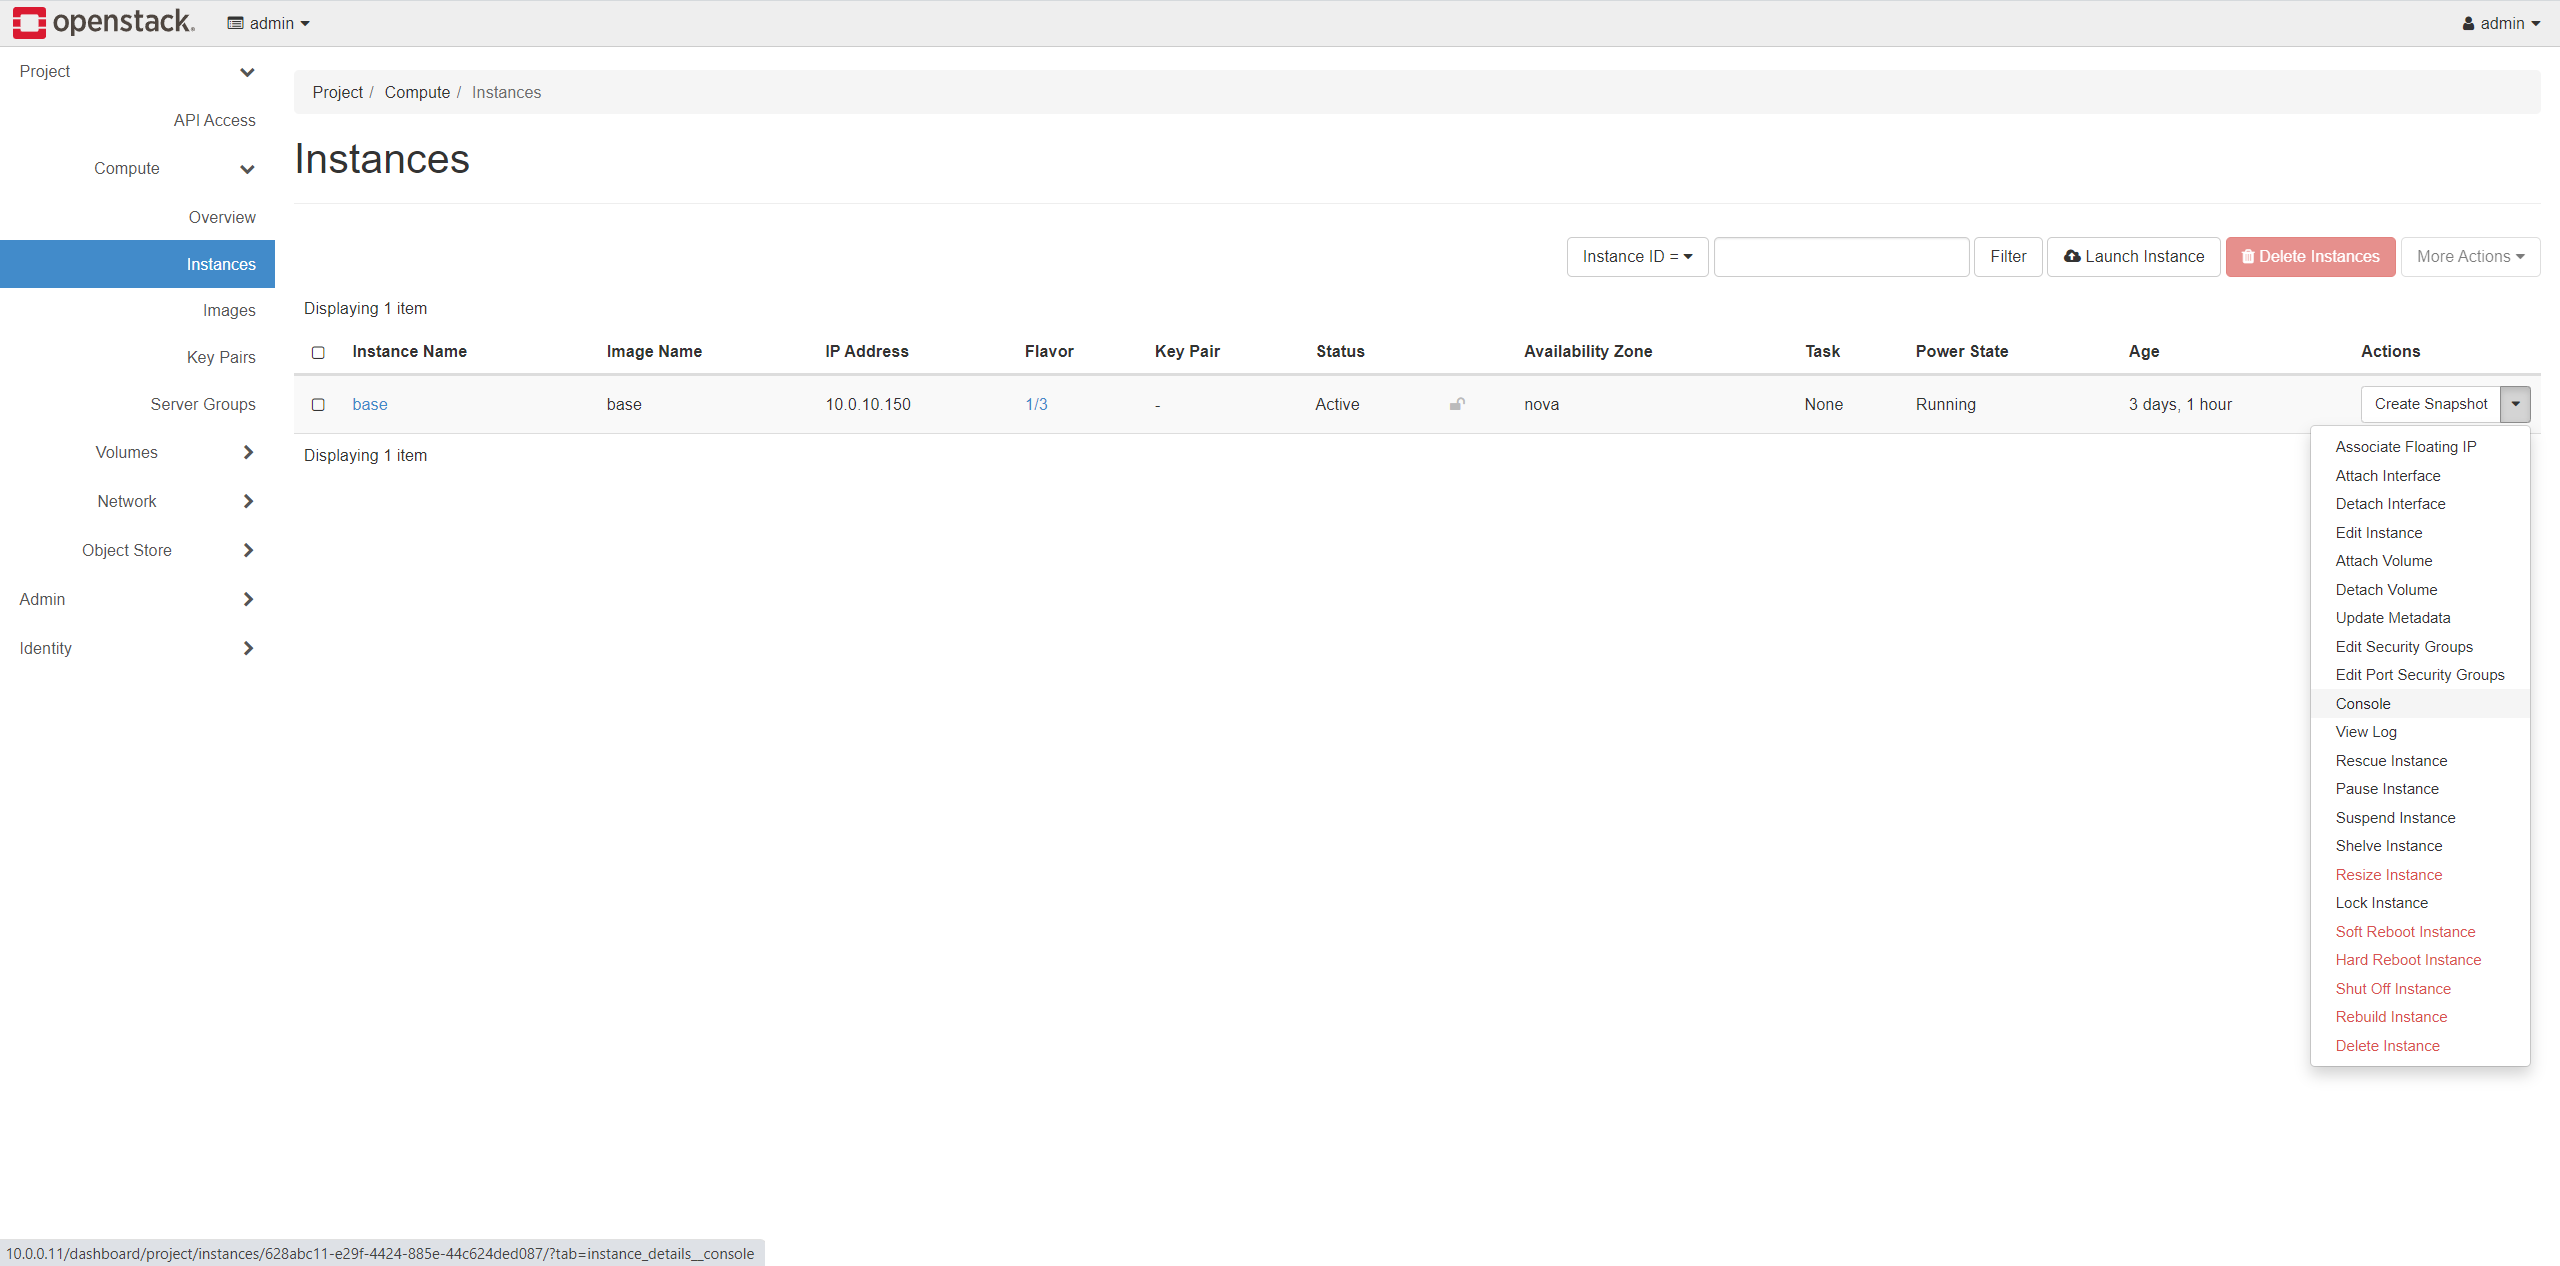 openstack. admin admin
Project
Project / Compute / Instances
API Access
Instances
Compute
Overview
Instances
Instance ID = Filter Launch Instance Delete Instances More Actions
Images
Displaying 1 item
Key Pairs
Instance Name Image Name IP Address Flavor Key Pair Status Availability Zone Task Power State Age Actions
Server Groups
base base 10.0.10.150 1/3 - Active nova None Running 3 days, 1 hour Create Snapshot
Volumes
Displaying 1 item
Network
Object Store
Admin
Identity
Associate Floating IP
Attach Interface
Detach Interface
Edit Instance
Attach Volume
Detach Volume
Update Metadata
Edit Security Groups
Edit Port Security Groups
Console
View Log
Rescue Instance
Pause Instance
Suspend Instance
Shelve Instance
Resize Instance
Lock Instance
Soft Reboot Instance
Hard Reboot Instance
Shut Off Instance
Rebuild Instance
Delete Instance
10.0.0.11/dashboard/project/instances/628abc11-e29f-4424-885e-44c624ded087/?tab=instance_details__console